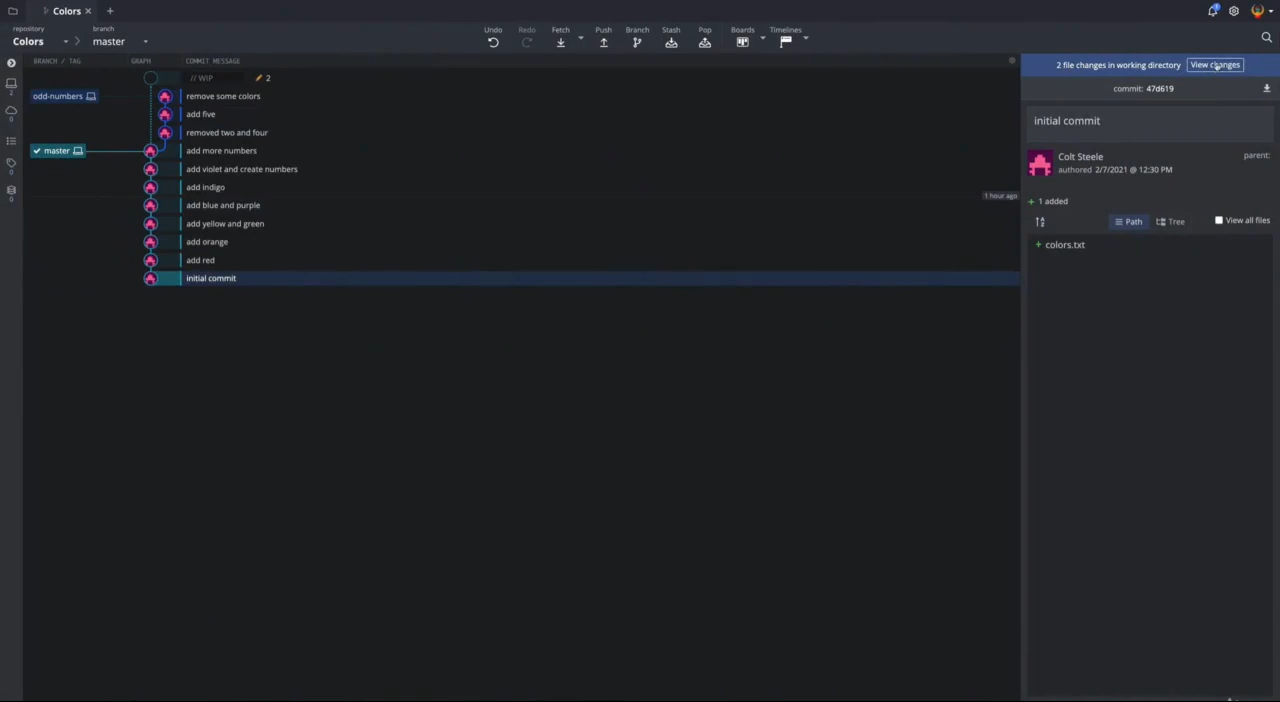 Colors
repository
Colors
branch
master
Undo
Redo
Fetch
Push
Branch
Stash
Pop
Boards
Timelines
BRANCH / TAG
GRAPH
COMMIT MESSAGE
// WIP
2
odd-numbers
remove some colors
add five
removed two and four
master
add more numbers
add violet and create numbers
add indigo
1 hour ago
add blue and purple
add yellow and green
add orange
add red
initial commit
2
0
0
0
2 file changes in working directory
View changes
commit: 47d619
initial commit
Colt Steele
authored 2/7/2021 @ 12:30 PM
parent:
+ 1 added
Path
Tree
View all files
+ colors.txt